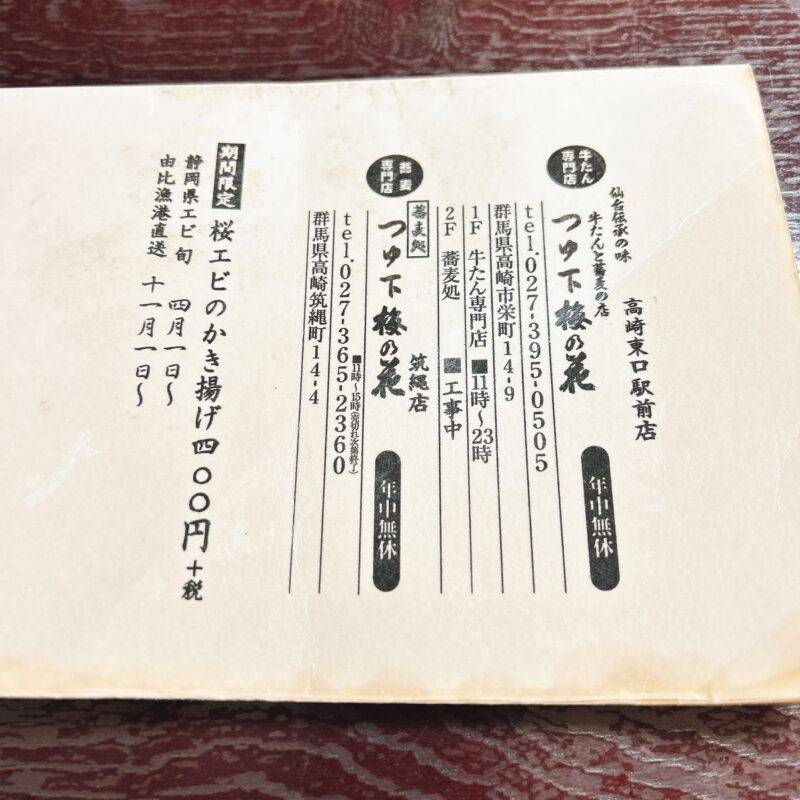 高崎東口駅前店
仙台伝承の味
牛たんと蕎麦の店
牛たん
専門店
つゆ下梅の花
年中無休
tel.027-395-0505
群馬県高崎市栄町14-9
1F 牛たん専門店 ■11時〜23時
2F 蕎麦処 ■工事中
筑縄店
蕎麦
専門店
蕎麦処
つゆ下梅の花
年中無休
■11時〜15時(売切れ次第終了)
tel.027-365-2360
群馬県高崎筑縄町14-4
期間限定
桜エビのかき揚げ四〇〇円+税
静岡県エビ旬 四月一日〜
由比漁港直送 十一月一日〜